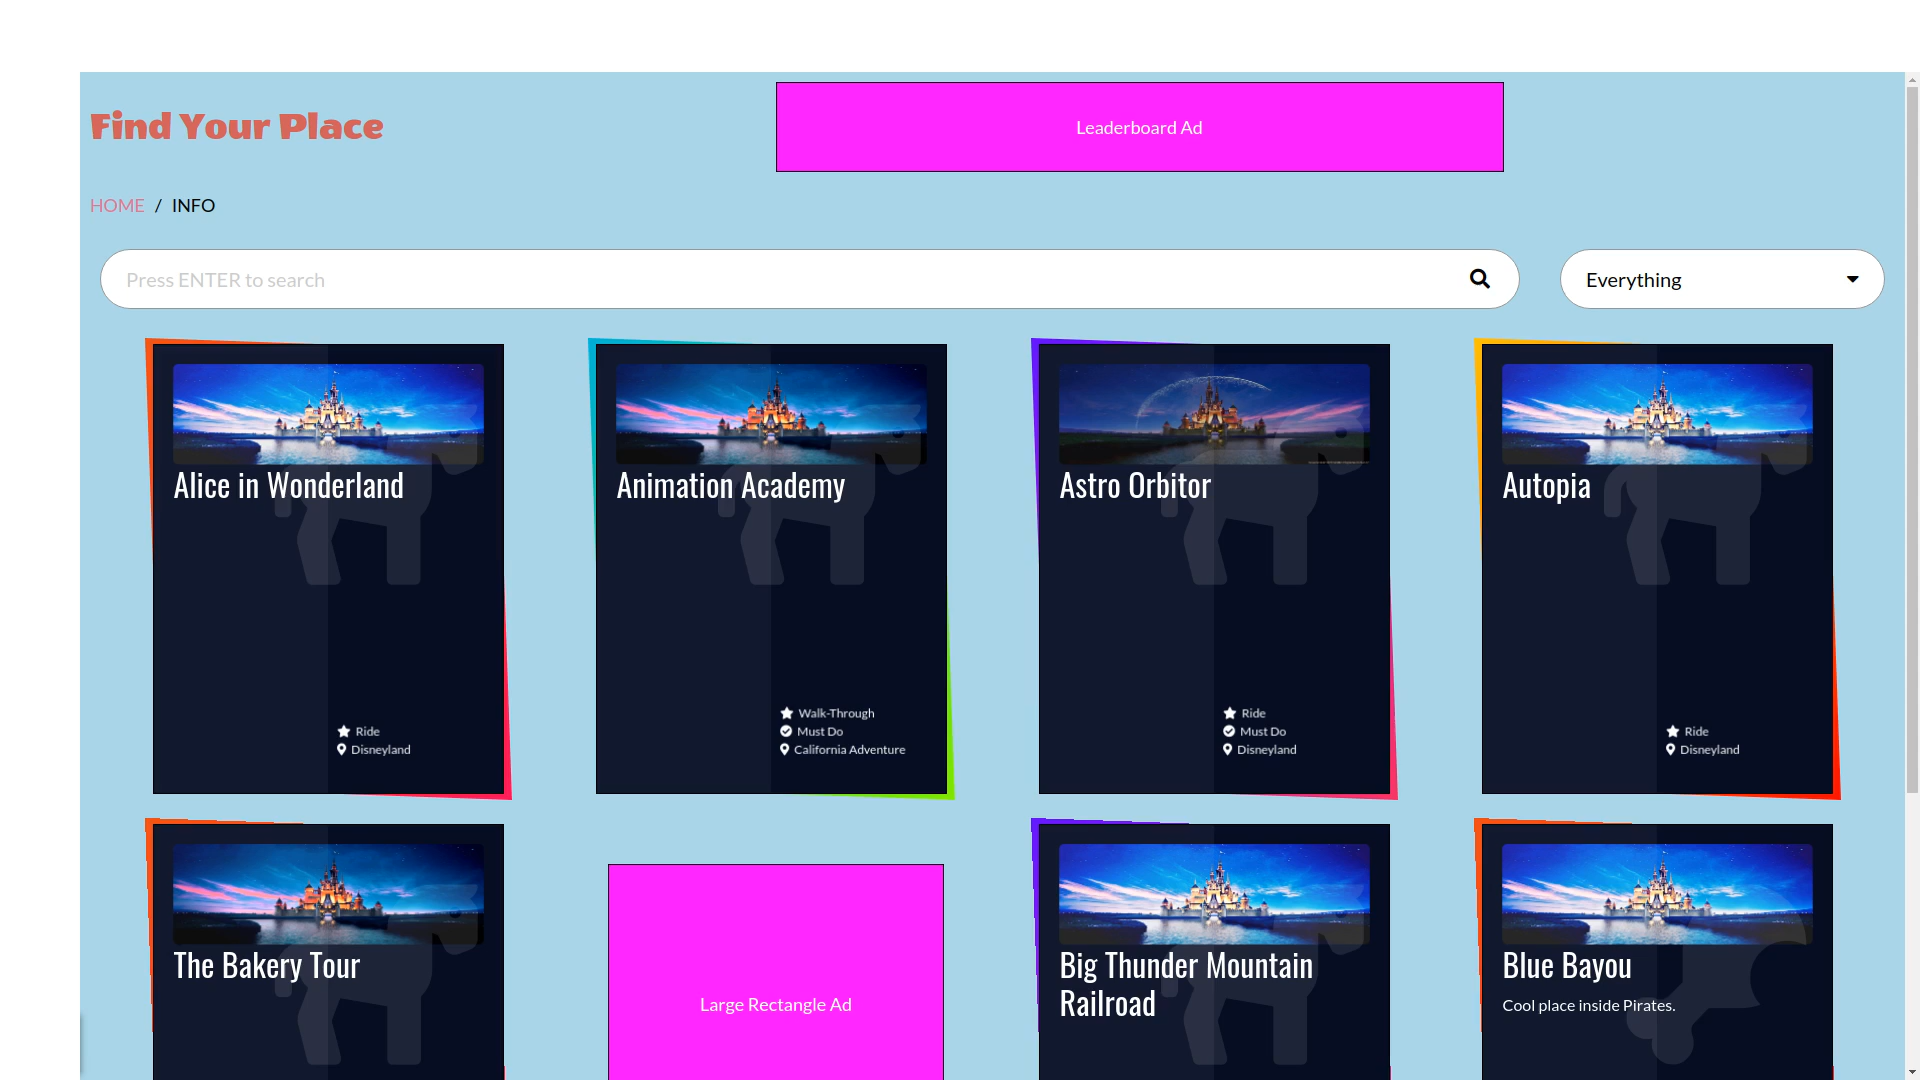 Find Your Place
Leaderboard Ad
HOME / INFO
Press ENTER to search
Everything
Alice in Wonderland
Ride
Disneyland
Animation Academy
Walk-Through
Must Do
California Adventure
Astro Orbitor
Ride
Must Do
Disneyland
Autopia
Ride
Disneyland
The Bakery Tour
Large Rectangle Ad
Big Thunder Mountain
Railroad
Blue Bayou
Cool place inside Pirates.